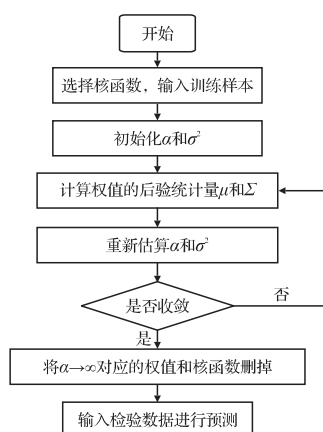 开始
选择核函数，输入训练样本
初始化α和σ²
计算权值的后验统计量μ和Σ
重新估算α和σ²
是否收敛
否
是
将α→∞对应的权值和核函数删掉
输入检验数据进行预测